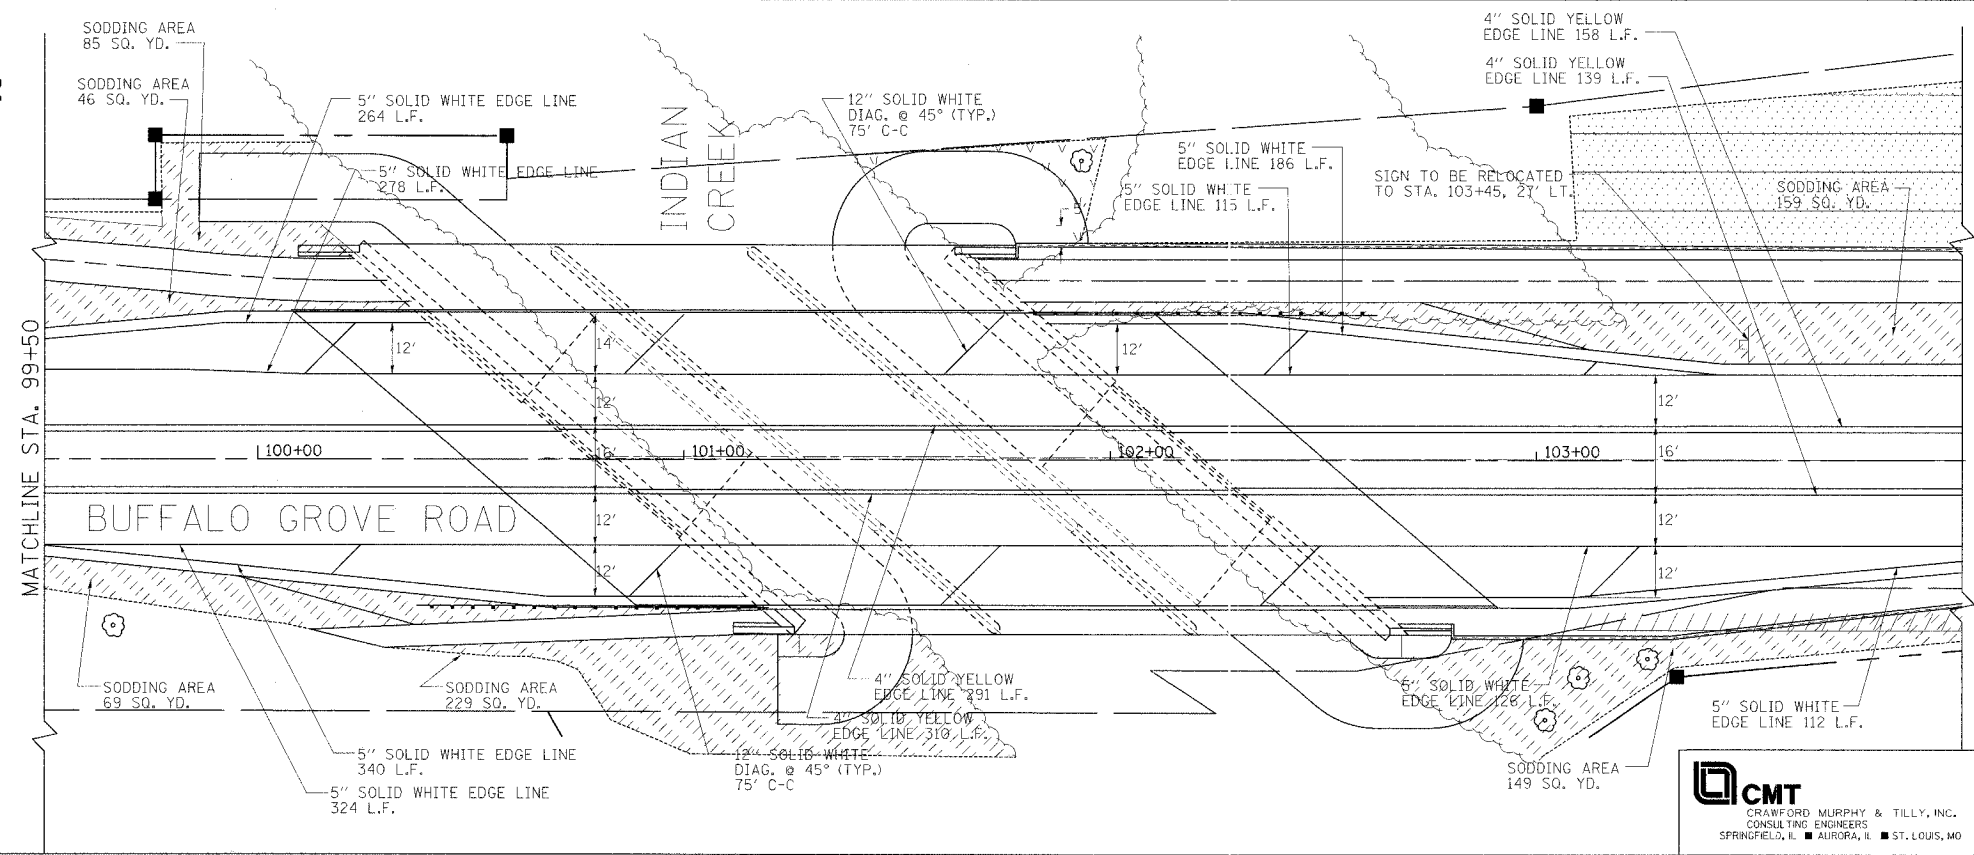 SODDING AREA
85 SQ. YD.
SODDING AREA
46 SQ. YD.
5" SOLID WHITE EDGE LINE
264 L.F.
5" SOLID WHITE EDGE LINE
278 L.F.
INDIAN
CREEK
12" SOLID WHITE
DIAG. @ 45° (TYP.)
75' C-C
4" SOLID YELLOW
EDGE LINE 158 L.F.
4" SOLID YELLOW
EDGE LINE 139 L.F.
5" SOLID WHITE
EDGE LINE 186 L.F.
5" SOLID WHITE
EDGE LINE 115 L.F.
SIGN TO BE RELOCATED
TO STA. 103+45, 27' LT.
SODDING AREA
159 SQ. YD.
5'
MATCHLINE STA. 99+50
12'
14'
12'
12'
12'
16'
12'
12'
12'
16'
12'
12'
100+00
101+00
102+00
103+00
BUFFALO GROVE ROAD
SODDING AREA
69 SQ. YD.
SODDING AREA
229 SQ. YD.
5" SOLID WHITE EDGE LINE
340 L.F.
5" SOLID WHITE EDGE LINE
324 L.F.
4" SOLID YELLOW
EDGE LINE 291 L.F.
4" SOLID YELLOW
EDGE LINE 310 L.F.
12" SOLID WHITE
DIAG. @ 45° (TYP.)
75' C-C
5" SOLID WHITE
EDGE LINE 126 L.F.
5" SOLID WHITE
EDGE LINE 112 L.F.
SODDING AREA
149 SQ. YD.
CMT
CRAWFORD MURPHY & TILLY, INC.
CONSULTING ENGINEERS
SPRINGFIELD, IL ■ AURORA, IL ■ ST. LOUIS, MO